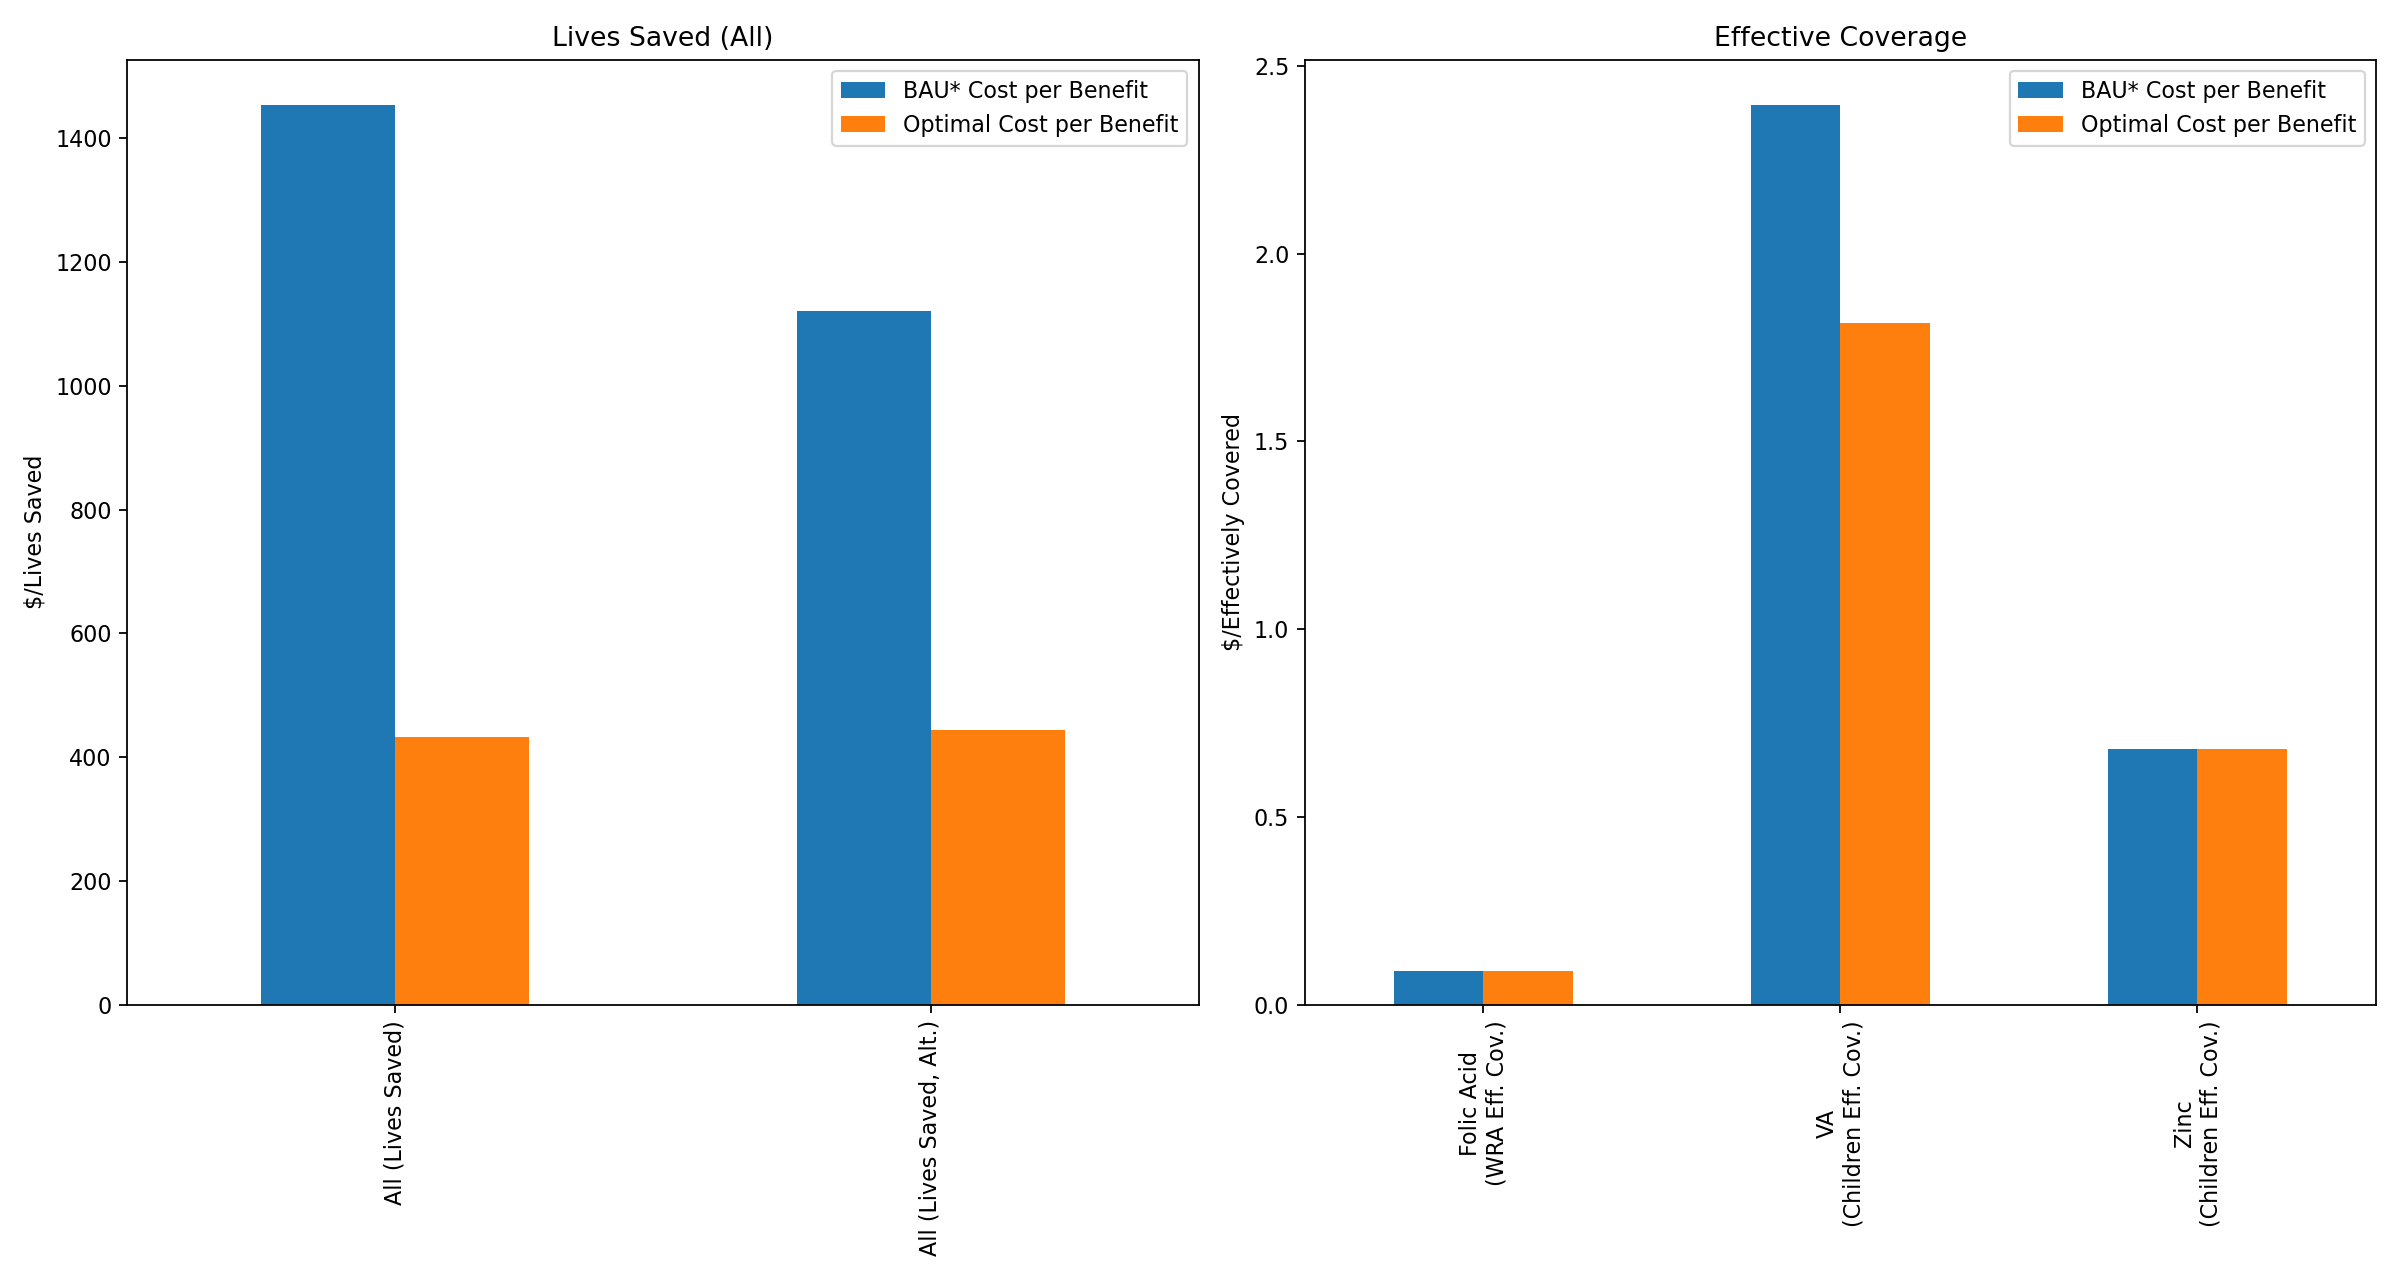 Lives Saved (All)
$/Lives Saved
1400
1200
1000
800
600
400
200
0
BAU* Cost per Benefit
Optimal Cost per Benefit
All (Lives Saved)
All (Lives Saved, Alt.)
Effective Coverage
$/Effectively Covered
2.5
2.0
1.5
1.0
0.5
0.0
BAU* Cost per Benefit
Optimal Cost per Benefit
Folic Acid
(WRA Eff. Cov.)
VA
(Children Eff. Cov.)
Zinc
(Children Eff. Cov.)